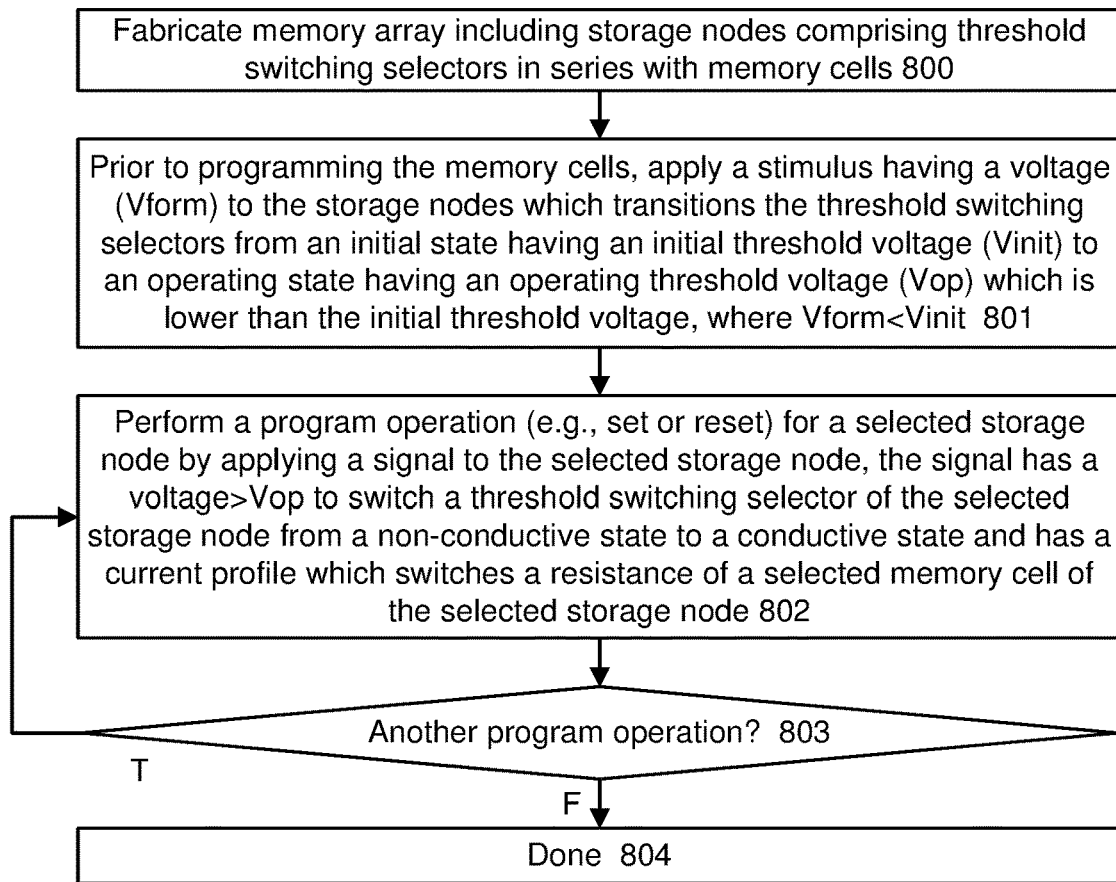 Fabricate memory array including storage nodes comprising threshold
switching selectors in series with memory cells 800
Prior to programming the memory cells, apply a stimulus having a voltage
(Vform) to the storage nodes which transitions the threshold switching
selectors from an initial state having an initial threshold voltage (Vinit) to
an operating state having an operating threshold voltage (Vop) which is
lower than the initial threshold voltage, where Vform<Vinit 801
Perform a program operation (e.g., set or reset) for a selected storage
node by applying a signal to the selected storage node, the signal has a
voltage>Vop to switch a threshold switching selector of the selected
storage node from a non-conductive state to a conductive state and has a
current profile which switches a resistance of a selected memory cell of
the selected storage node 802
Another program operation? 803
T
F
Done 804